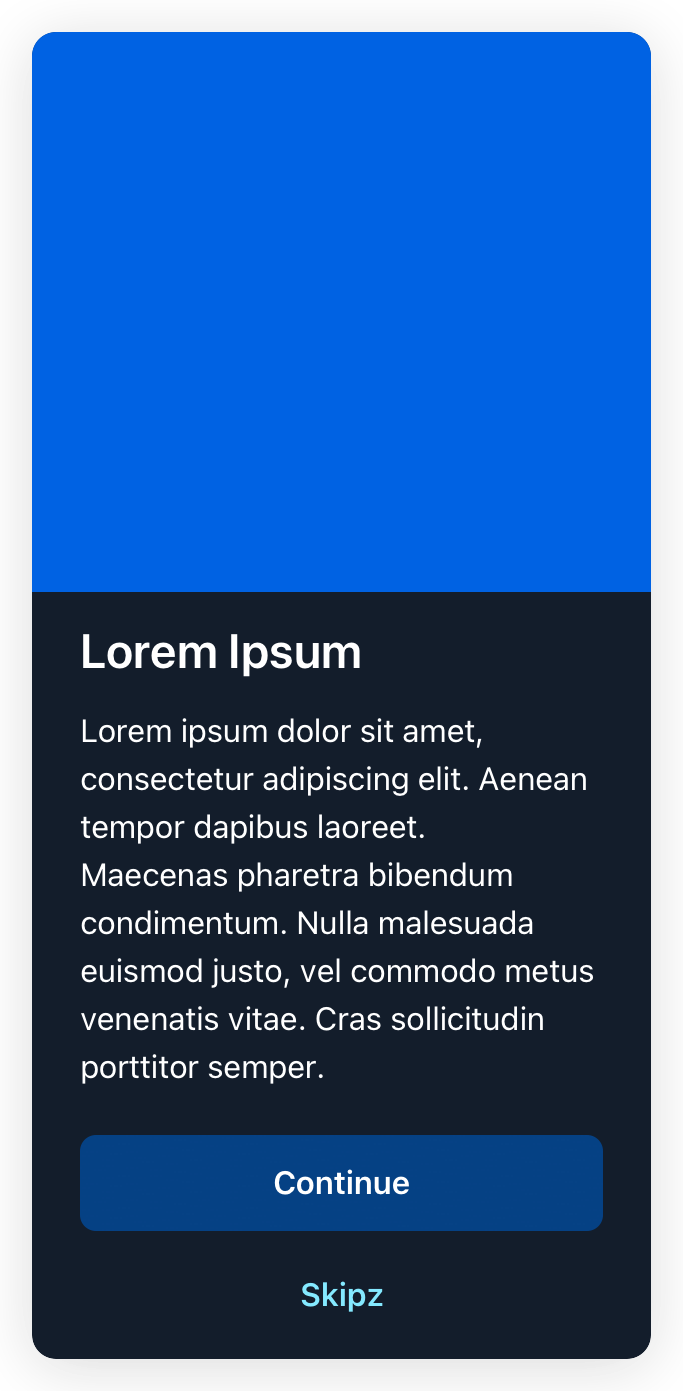 Lorem Ipsum
Lorem ipsum dolor sit amet,
consectetur adipiscing elit. Aenean
tempor dapibus laoreet.
Maecenas pharetra bibendum
condimentum. Nulla malesuada
euismod justo, vel commodo metus
venenatis vitae. Cras sollicitudin
porttitor semper.
Continue
Skipz